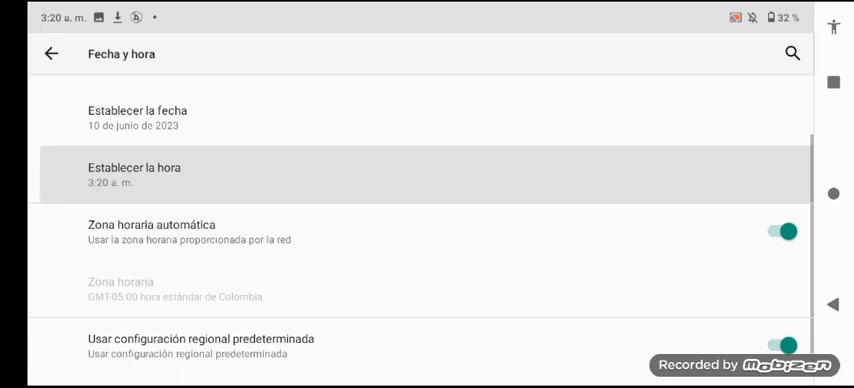 3:20 a. m.
32 %
Fecha y hora
Establecer la fecha
10 de junio de 2023
Establecer la hora
3:20 a. m.
Zona horaria automática
Usar la zona horaria proporcionada por la red
Zona horaria
GMT-05:00 hora estándar de Colombia
Usar configuración regional predeterminada
Usar configuración regional predeterminada
Recorded by mobizen